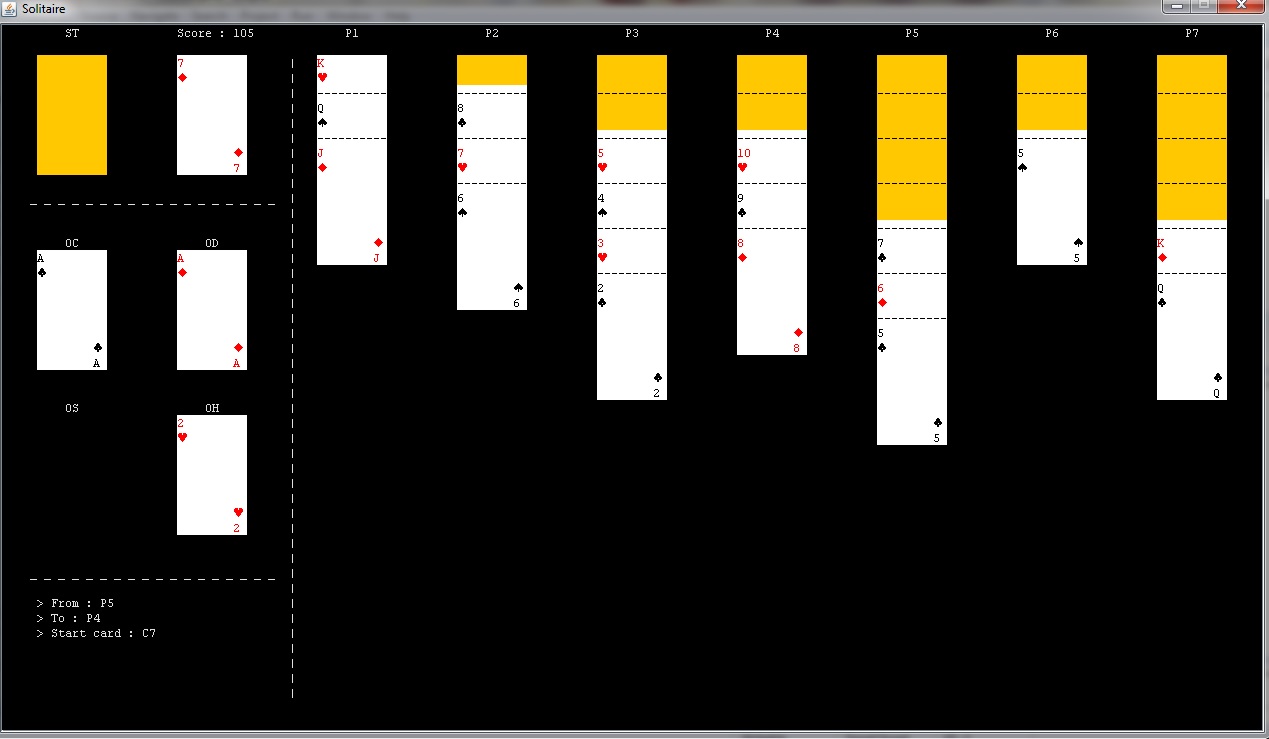 Solitaire
ST Score : 105 P1 P2 P3 P4 P5 P6 P7
7 K
Q 8
J 7 5 10 5
7 6 4 9
OC OD
A A J 3 8 7 5 K
6 2 6 Q
8 5
A A 2 Q
OS OH
2 5
2
> From : P5
> To : P4
> Start card : C7